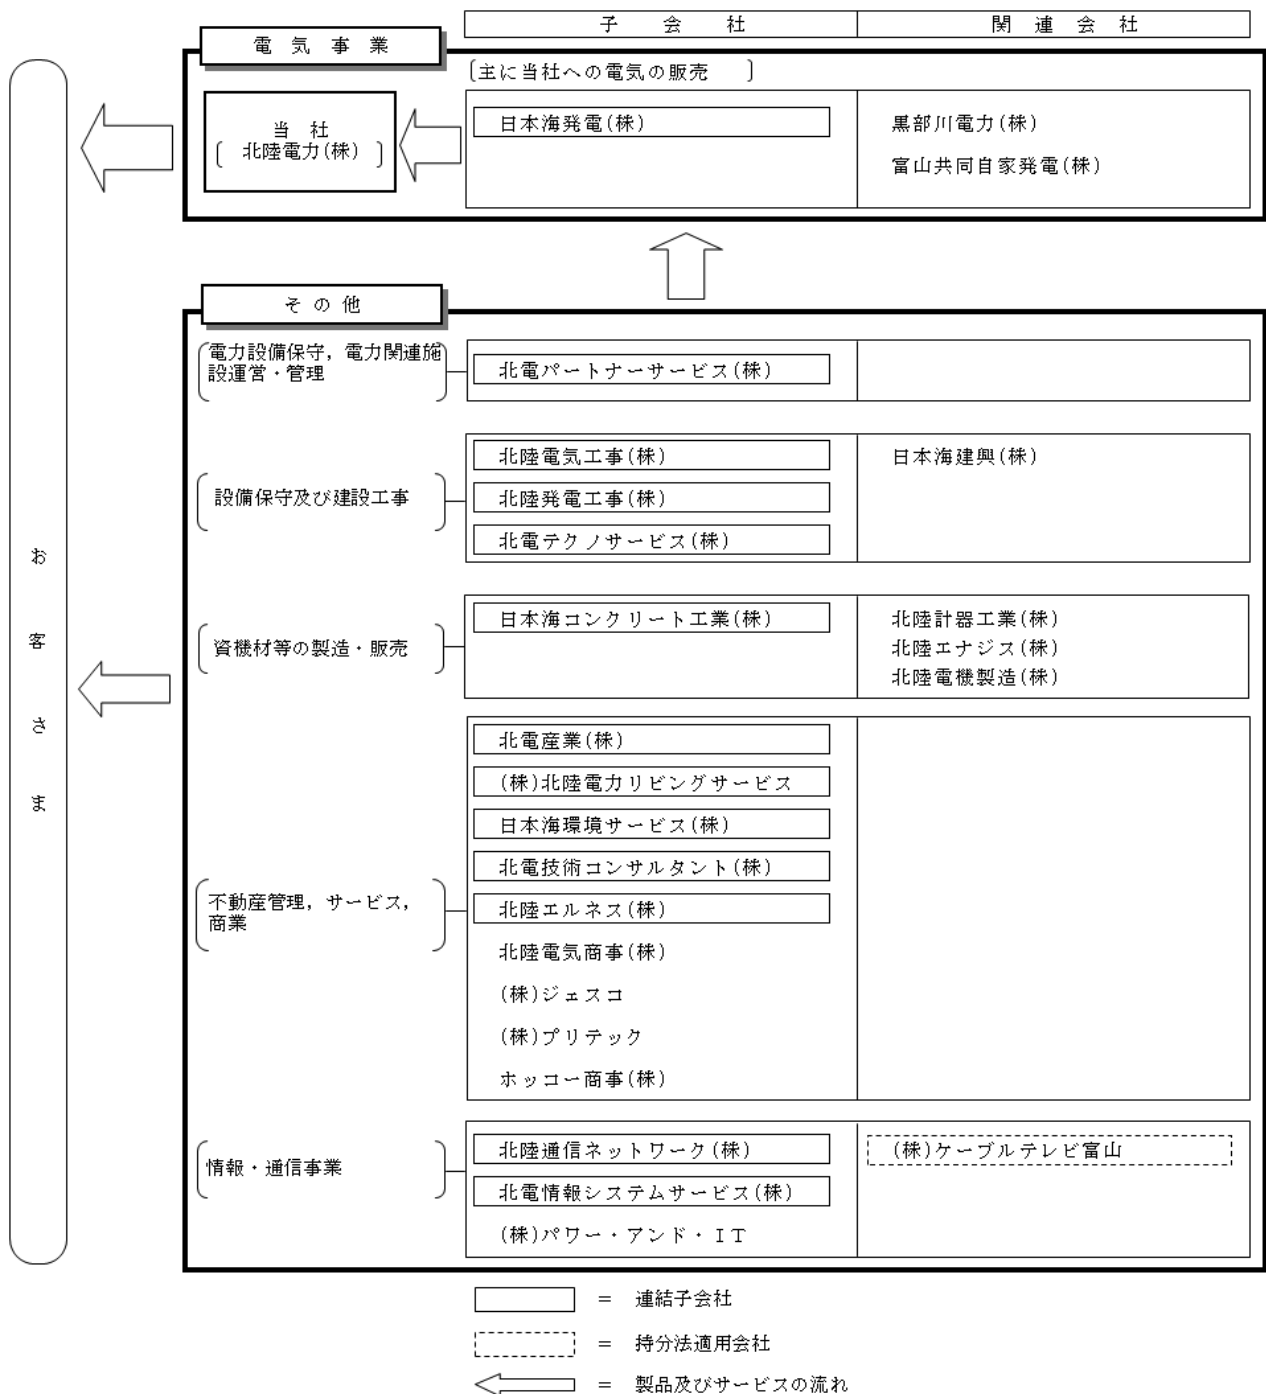 子　会　社　関　連　会　社
電　気　事　業
〔主に当社への電気の販売　〕
当　社
〔　北陸電力(株)　〕
日本海発電(株)
黒部川電力(株)
富山共同自家発電(株)
そ の 他
電力設備保守，電力関連施
設運営・管理
北電パートナーサービス(株)
設備保守及び建設工事
北陸電気工事(株)
北陸発電工事(株)
北電テクノサービス(株)
日本海建興(株)
資機材等の製造・販売
日本海コンクリート工業(株)
北陸計器工業(株)
北陸エナジス(株)
北陸電機製造(株)
不動産管理，サービス，
商業
北電産業(株)
(株)北陸電力リビングサービス
日本海環境サービス(株)
北電技術コンサルタント(株)
北陸エルネス(株)
北陸電気商事(株)
(株)ジェスコ
(株)プリテック
ホッコー商事(株)
情報・通信事業
北陸通信ネットワーク(株)
北電情報システムサービス(株)
(株)パワー・アンド・ＩＴ
(株)ケーブルテレビ富山
お客さま
＝　連結子会社
＝　持分法適用会社
＝　製品及びサービスの流れ